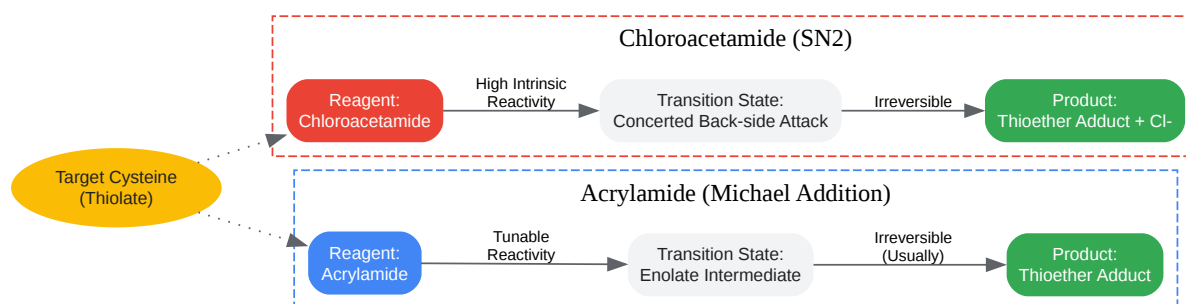 Chloroacetamide (SN2)
Reagent:
Chloroacetamide
High Intrinsic
Reactivity
Transition State:
Concerted Back-side Attack
Irreversible
Product:
Thioether Adduct + Cl-
Target Cysteine
(Thiolate)
Acrylamide (Michael Addition)
Reagent:
Acrylamide
Tunable
Reactivity
Transition State:
Enolate Intermediate
Irreversible
(Usually)
Product:
Thioether Adduct